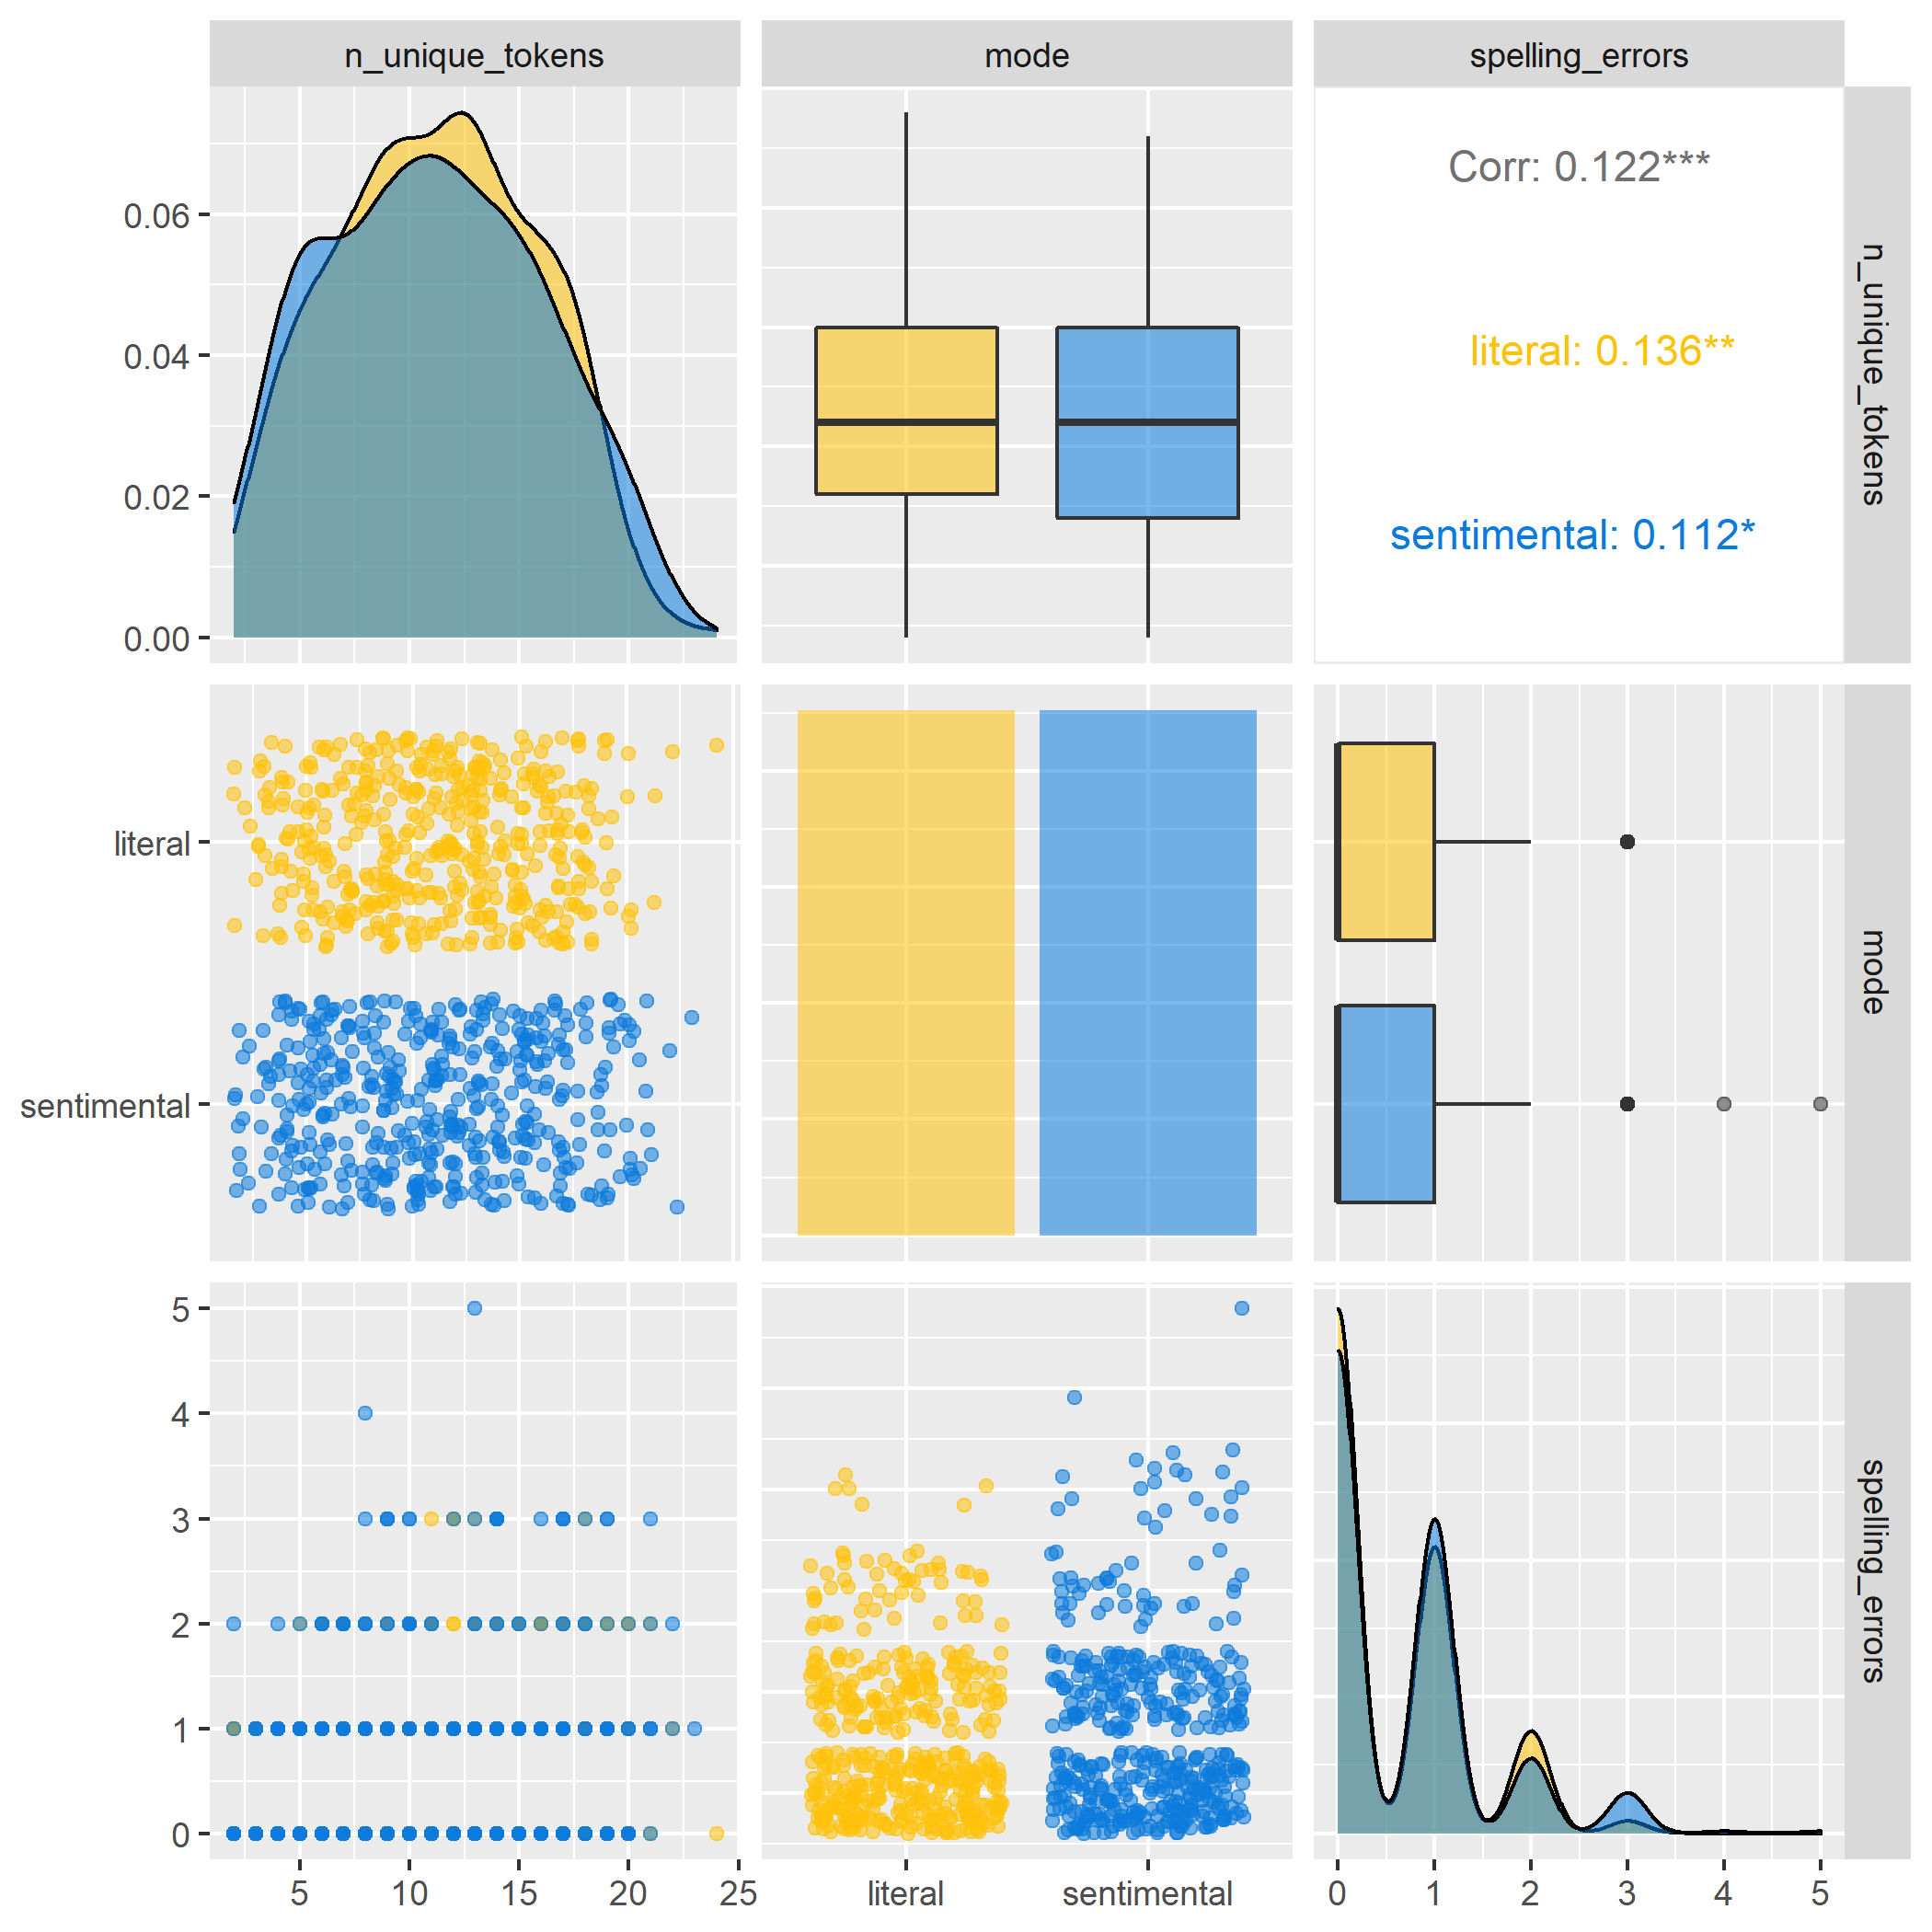 n_unique_tokens mode spelling_errors
0.06
0.04
0.02
0.00
Corr: 0.122***
literal: 0.136**
sentimental: 0.112*
n_unique_tokens
literal
sentimental
mode
5
4
3
2
1
0
spelling_errors
5 10 15 20 25 literal sentimental 0 1 2 3 4 5